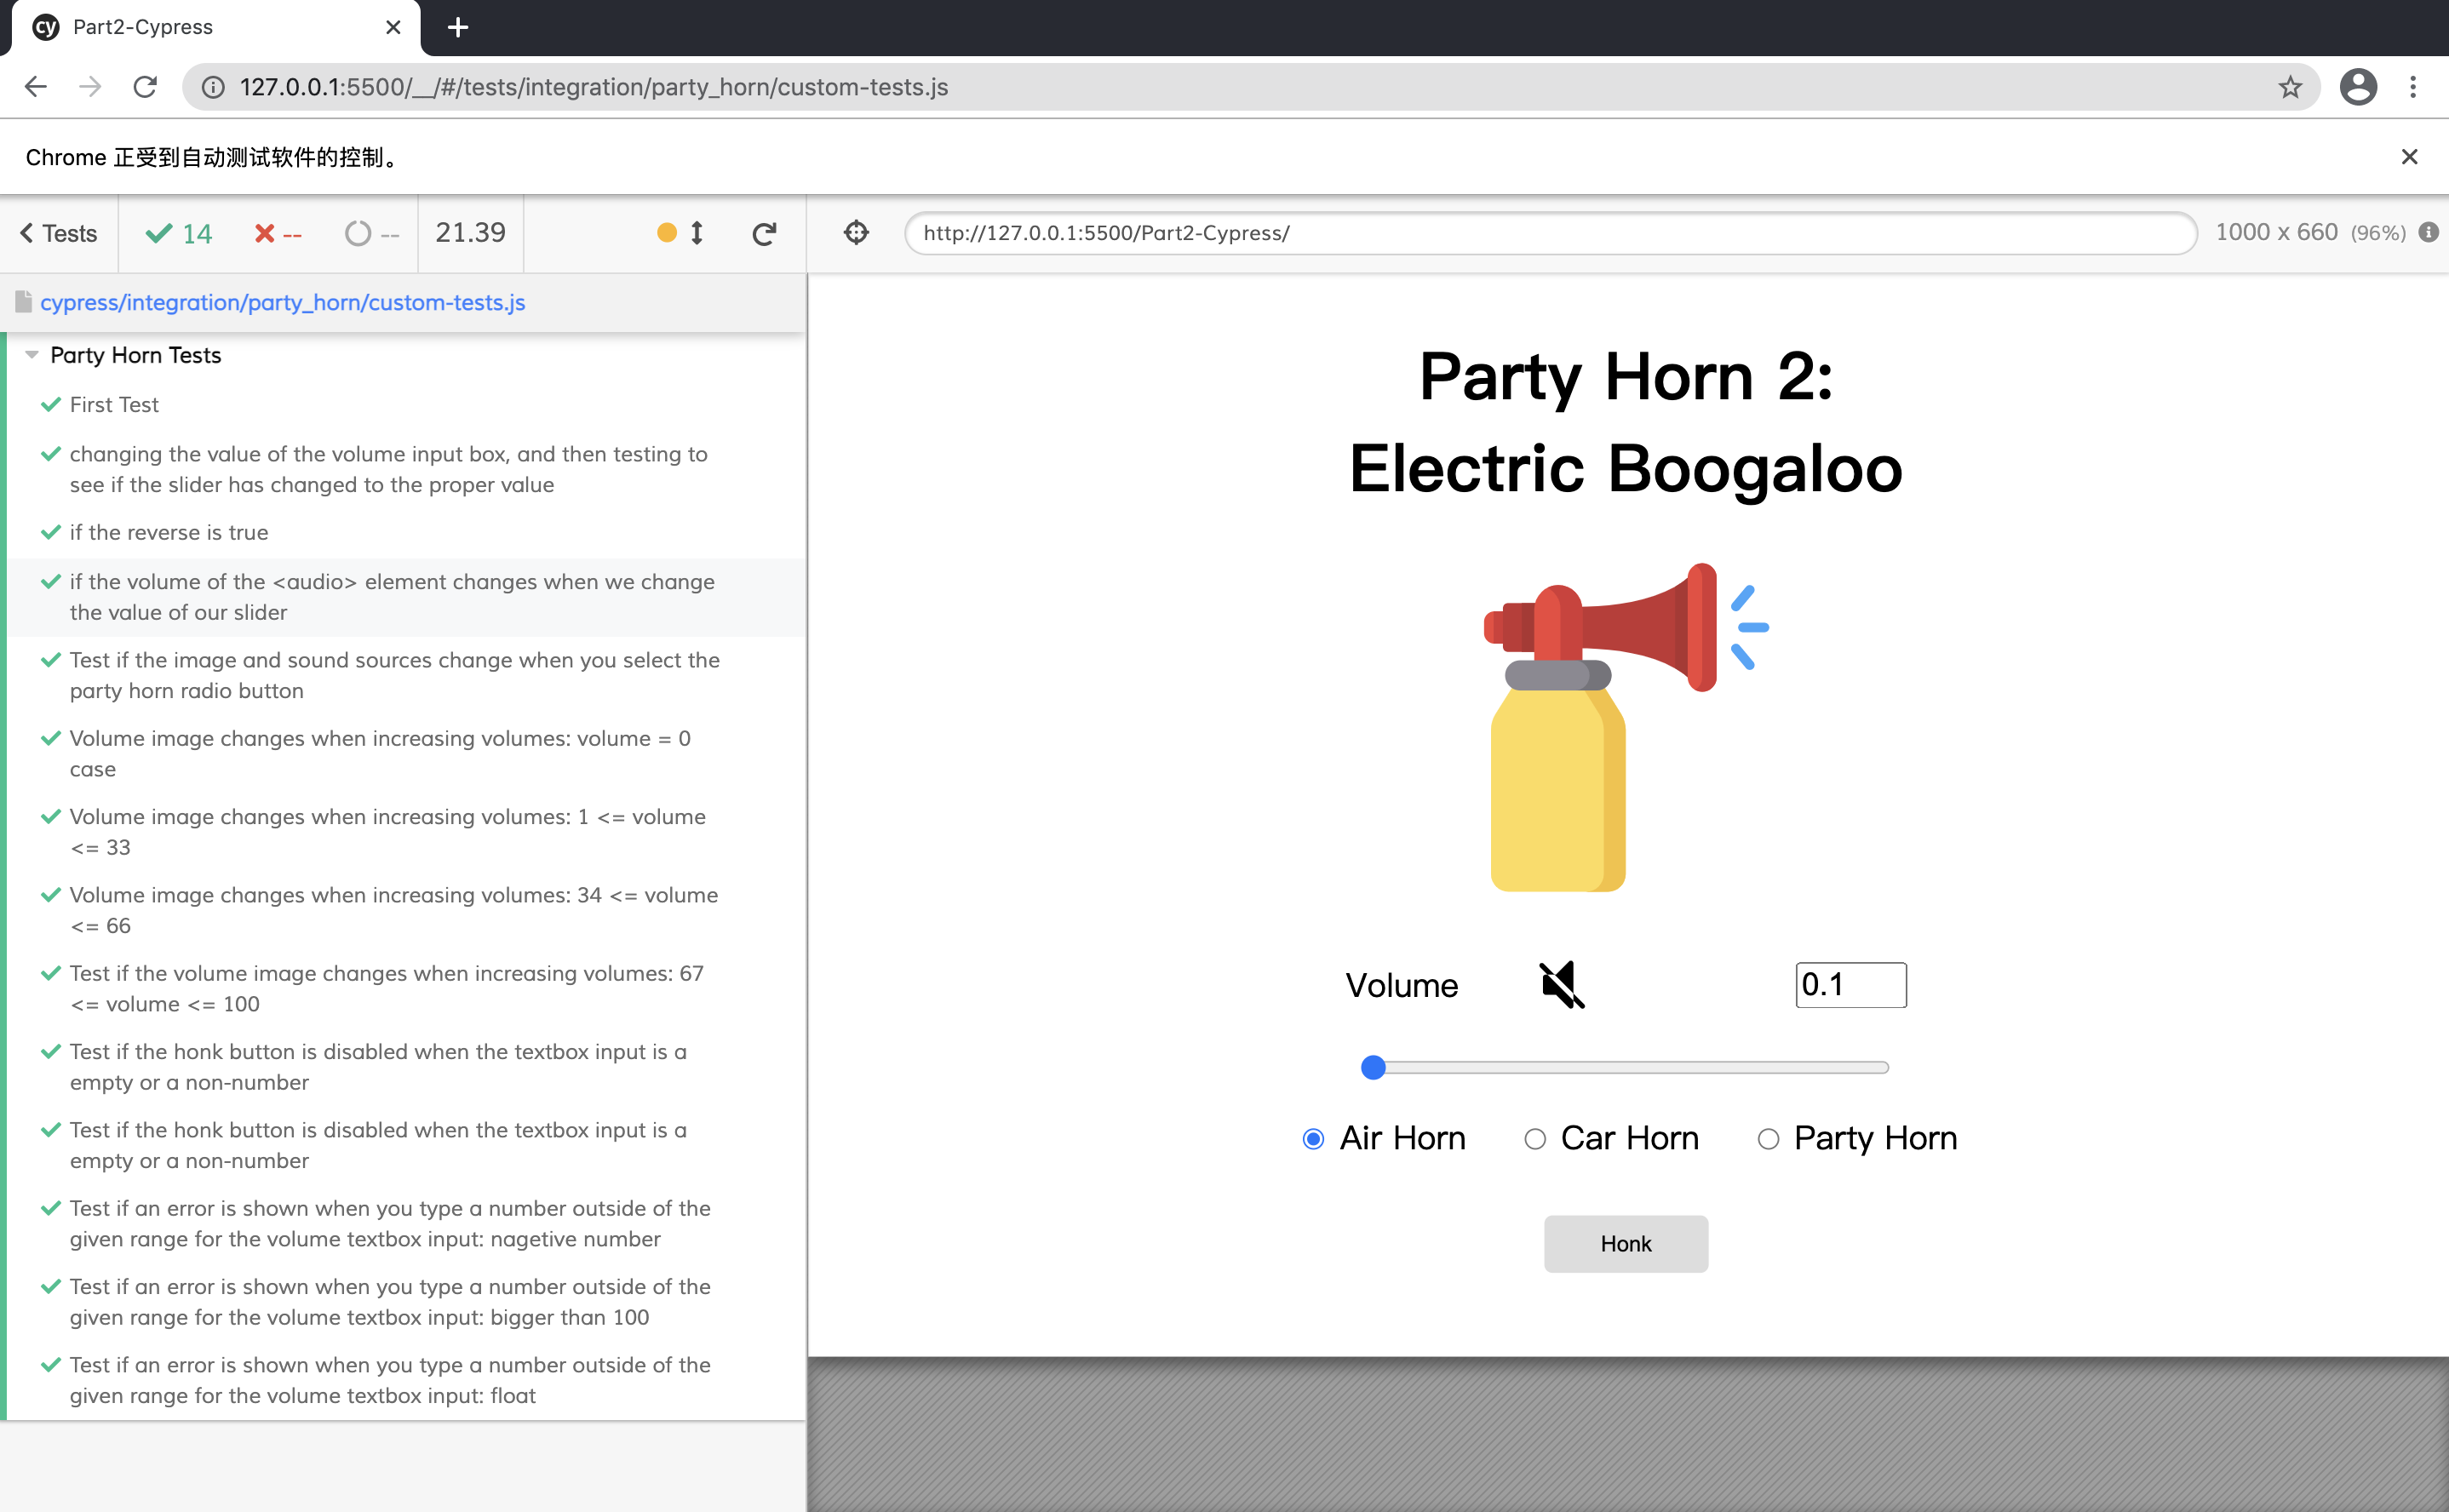 Part2-Cypress
127.0.0.1:5500/__/#/tests/integration/party_horn/custom-tests.js
Chrome 正受到自动测试软件的控制。
Tests 14 -- -- 21.39
http://127.0.0.1:5500/Part2-Cypress/ 1000 x 660 (96%)
cypress/integration/party_horn/custom-tests.js
Party Horn Tests
First Test
changing the value of the volume input box, and then testing to
see if the slider has changed to the proper value
if the reverse is true
if the volume of the <audio> element changes when we change
the value of our slider
Test if the image and sound sources change when you select the
party horn radio button
Volume image changes when increasing volumes: volume = 0
case
Volume image changes when increasing volumes: 1 <= volume
<= 33
Volume image changes when increasing volumes: 34 <= volume
<= 66
Test if the volume image changes when increasing volumes: 67
<= volume <= 100
Test if the honk button is disabled when the textbox input is a
empty or a non-number
Test if the honk button is disabled when the textbox input is a
empty or a non-number
Test if an error is shown when you type a number outside of the
given range for the volume textbox input: nagetive number
Test if an error is shown when you type a number outside of the
given range for the volume textbox input: bigger than 100
Test if an error is shown when you type a number outside of the
given range for the volume textbox input: float
Party Horn 2:
Electric Boogaloo
Volume 0.1
Air Horn Car Horn Party Horn
Honk